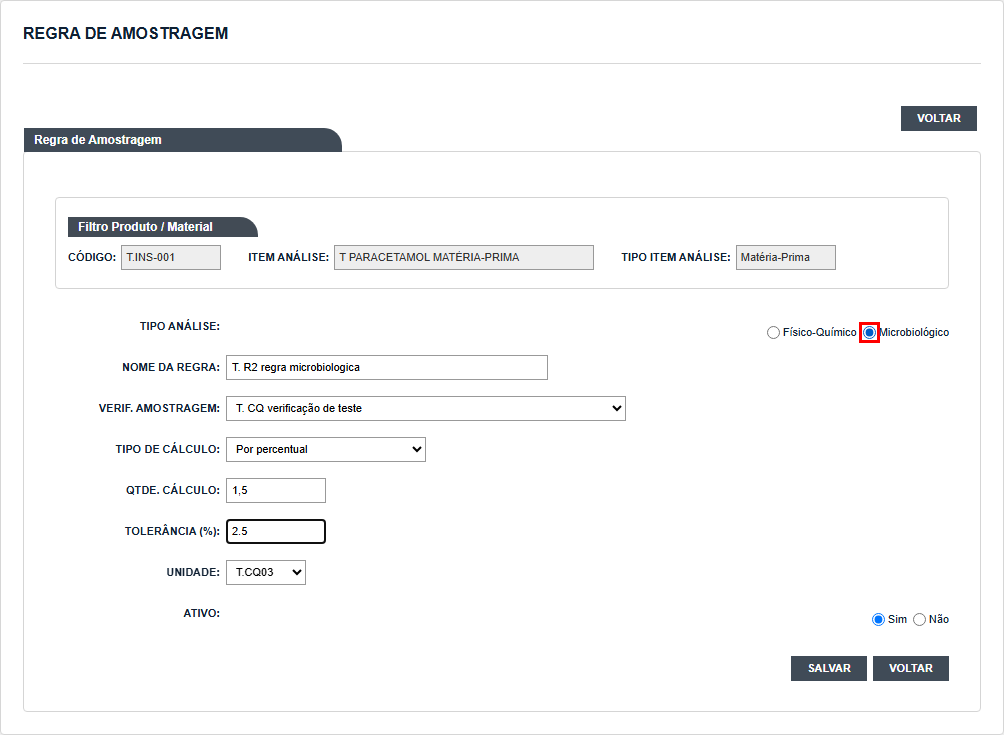 REGRA DE AMOSTRAGEM
VOLTAR
Regra de Amostragem
Filtro Produto / Material
CÓDIGO: T.INS-001 ITEM ANÁLISE: T PARACETAMOL MATÉRIA-PRIMA TIPO ITEM ANÁLISE: Matéria-Prima
TIPO ANÁLISE: Físico-Químico Microbiológico
NOME DA REGRA: T. R2 regra microbiologica
VERIF. AMOSTRAGEM: T. CQ verificação de teste
TIPO DE CÁLCULO: Por percentual
QTDE. CÁLCULO: 1,5
TOLERÂNCIA (%): 2.5
UNIDADE: T.CQ03
ATIVO: Sim Não
SALVAR VOLTAR